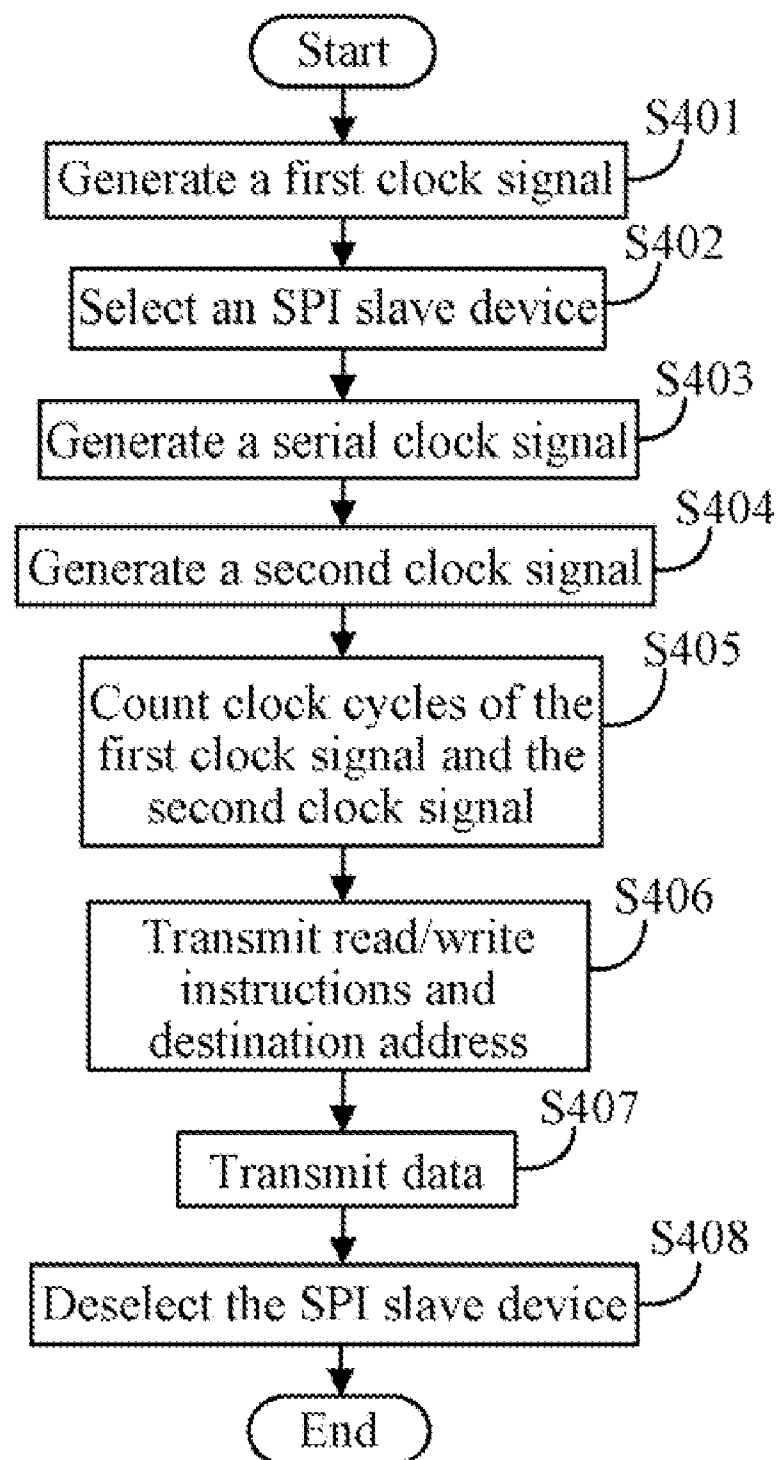 Start
S401
Generate a first clock signal
S402
Select an SPI slave device
S403
Generate a serial clock signal
S404
Generate a second clock signal
S405
Count clock cycles of the
first clock signal and the
second clock signal
S406
Transmit read/write
instructions and
destination address
S407
Transmit data
S408
Deselect the SPI slave device
End